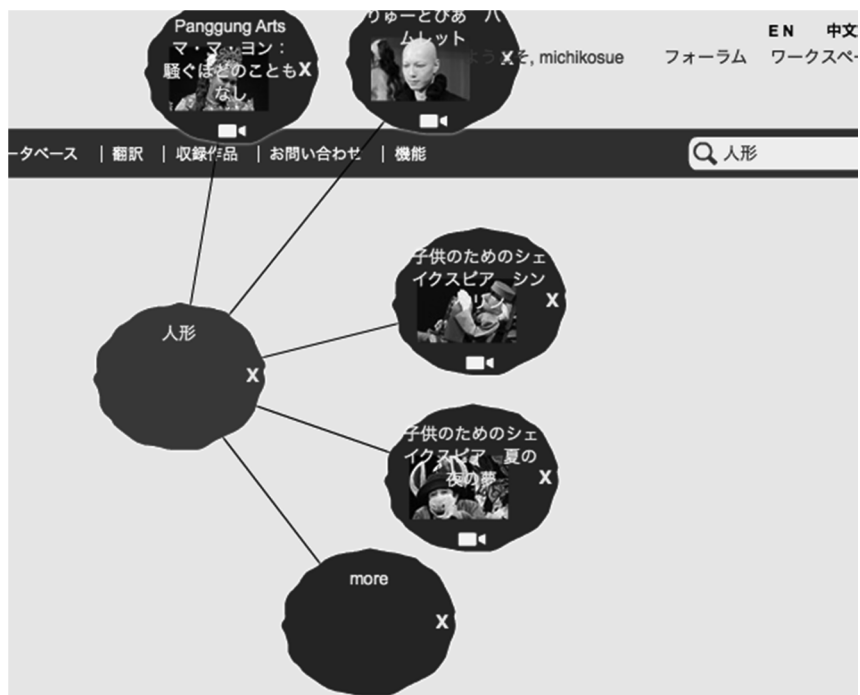 Panggung Arts
マ・マ・ヨン：
騒ぐほどのことも
なし
X
りゅーとぴあ ハ
ムレット
X
EN 中文
ようこそ, michikosue フォーラム ワークスペー
ータベース | 翻訳 | 収録作品 | お問い合わせ | 機能
人形
子供のためのシェ
イクスピア シン
X
人形
X
子供のためのシェ
イクスピア 夏の
夜の夢
X
more
X